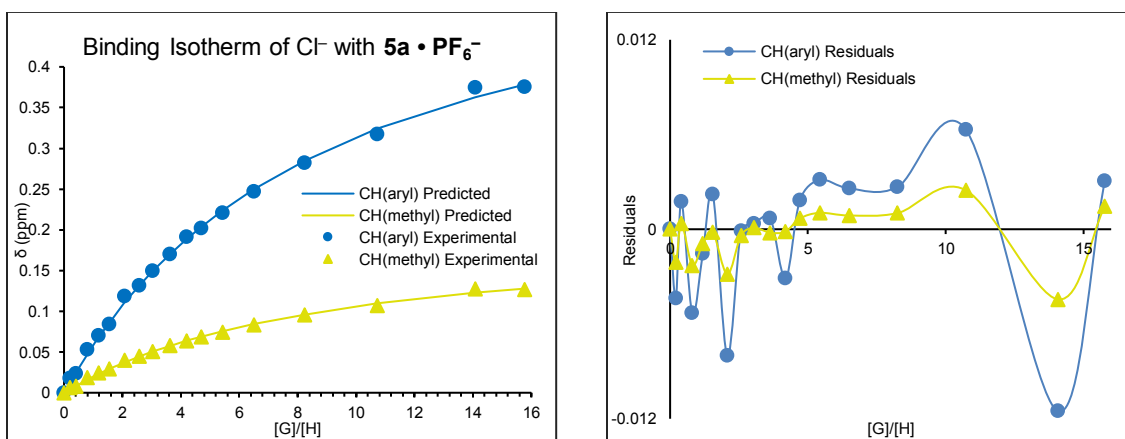 Binding Isotherm of Cl⁻ with 5a • PF₆⁻
δ (ppm)
0.4
0.35
0.3
0.25
0.2
0.15
0.1
0.05
0
CH(aryl) Predicted
CH(methyl) Predicted
CH(aryl) Experimental
CH(methyl) Experimental
0 2 4 6 8 10 12 14 16
[G]/[H]
0.012
CH(aryl) Residuals
CH(methyl) Residuals
Residuals
0
0 5 10 15
-0.012
[G]/[H]